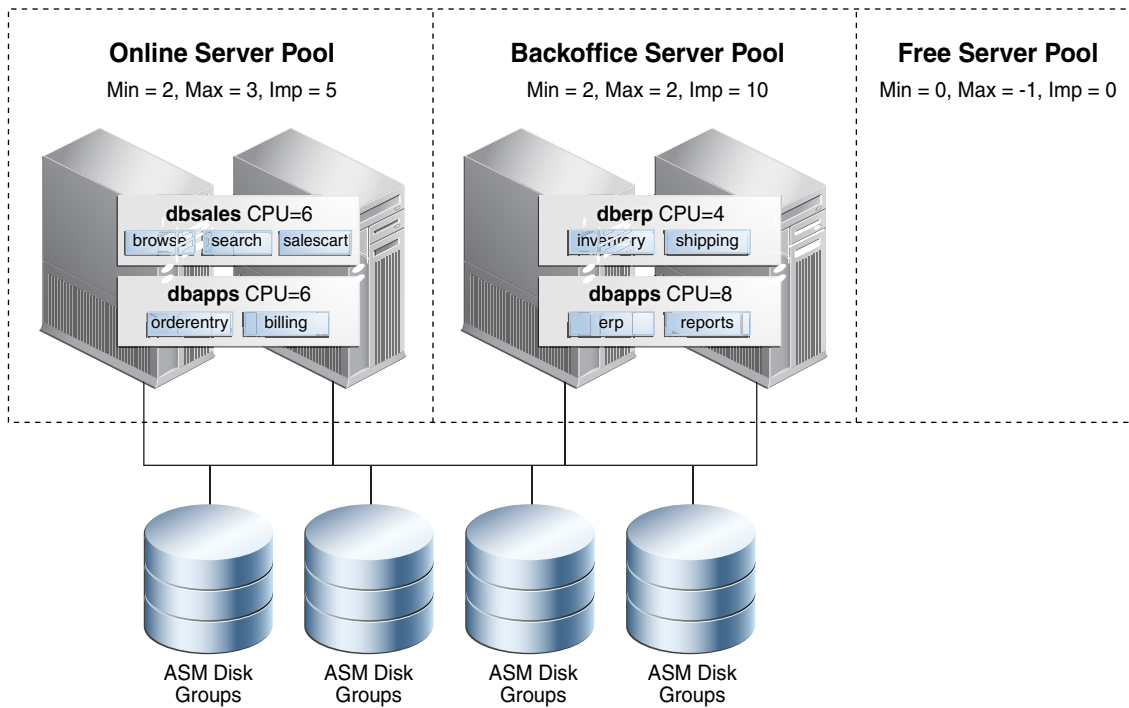 Online Server Pool
Min = 2, Max = 3, Imp = 5
Backoffice Server Pool
Min = 2, Max = 2, Imp = 10
Free Server Pool
Min = 0, Max = -1, Imp = 0
dbsales CPU=6
browse search salescart
dbapps CPU=6
orderentry billing
dberp CPU=4
inventory shipping
dbapps CPU=8
erp reports
ASM Disk
Groups
ASM Disk
Groups
ASM Disk
Groups
ASM Disk
Groups